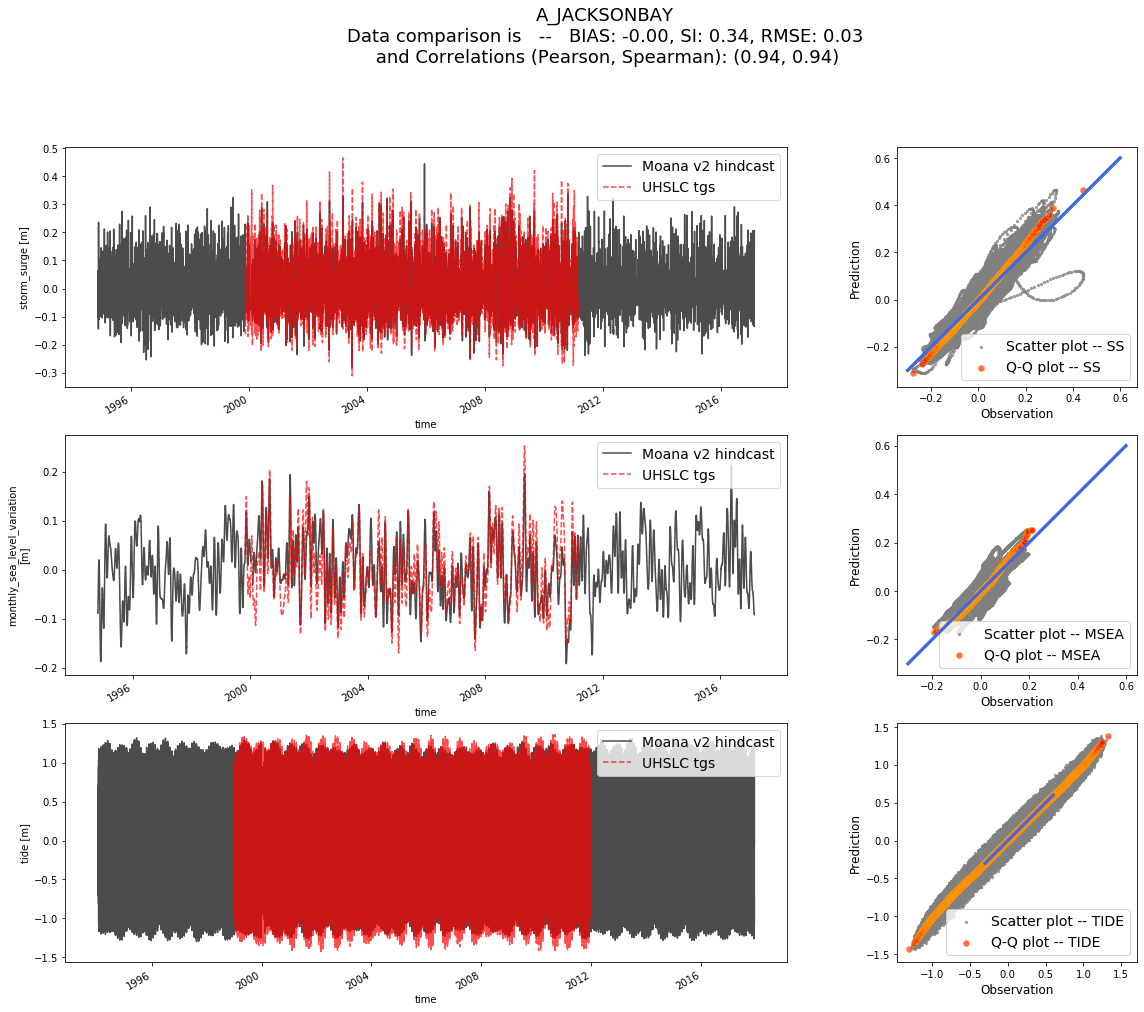 A_JACKSONBAY
Data comparison is -- BIAS: -0.00, SI: 0.34, RMSE: 0.03
and Correlations (Pearson, Spearman): (0.94, 0.94)
storm_surge [m]
0.5
0.4
0.3
0.2
0.1
0.0
−0.1
−0.2
−0.3
Moana v2 hindcast
UHSLC tgs
1996
2000
2004
2008
2012
2016
time
Prediction
0.6
0.4
0.2
0.0
−0.2
Scatter plot -- SS
Q-Q plot -- SS
−0.2
0.0
0.2
0.4
0.6
Observation
monthly_sea_level_variation
[m]
0.2
0.1
0.0
−0.1
−0.2
Moana v2 hindcast
UHSLC tgs
1996
2000
2004
2008
2012
2016
time
Prediction
0.6
0.4
0.2
0.0
−0.2
Scatter plot -- MSEA
Q-Q plot -- MSEA
−0.2
0.0
0.2
0.4
0.6
Observation
tide [m]
1.5
1.0
0.5
0.0
−0.5
−1.0
−1.5
Moana v2 hindcast
UHSLC tgs
1996
2000
2004
2008
2012
2016
time
Prediction
1.5
1.0
0.5
0.0
−0.5
−1.0
−1.5
Scatter plot -- TIDE
Q-Q plot -- TIDE
−1.0
−0.5
0.0
0.5
1.0
1.5
Observation